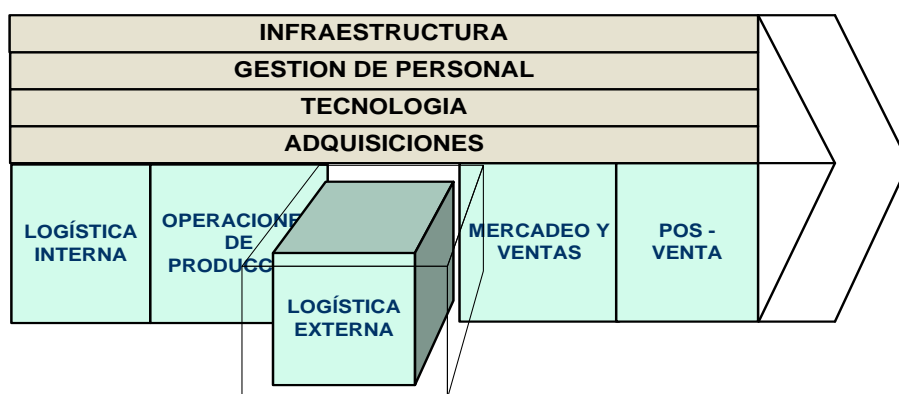 INFRAESTRUCTURA
GESTION DE PERSONAL
TECNOLOGIA
ADQUISICIONES
LOGÍSTICA
INTERNA
OPERACIONE
DE
PRODUCC
LOGÍSTICA
EXTERNA
MERCADEO Y
VENTAS
POS -
VENTA